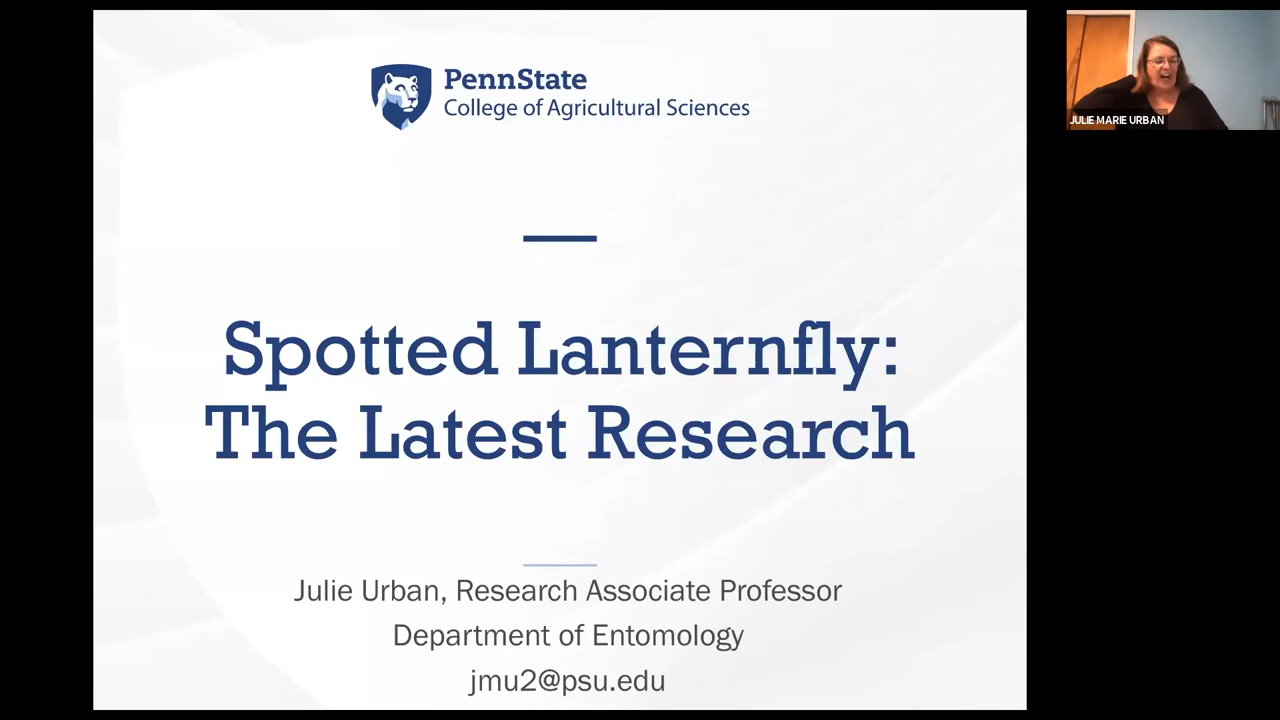 PennState
College of Agricultural Sciences
JULIE MARIE URBAN
Spotted Lanternfly:
The Latest Research
Julie Urban, Research Associate Professor
Department of Entomology
jmu2@psu.edu